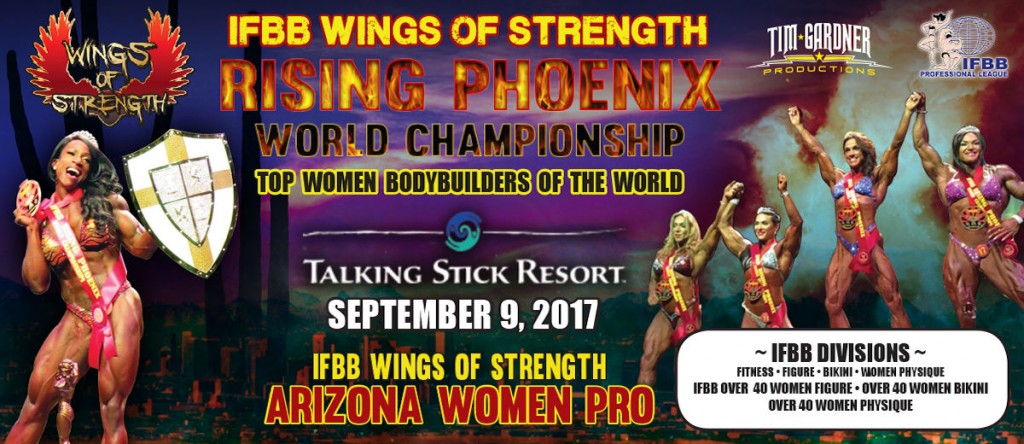 WINGS
OF
STRENGTH
IFBB WINGS OF STRENGTH
RISING PHOENIX
WORLD CHAMPIONSHIP
TOP WOMEN BODYBUILDERS OF THE WORLD
TALKING STICK RESORT
SEPTEMBER 9, 2017
IFBB WINGS OF STRENGTH
ARIZONA WOMEN PRO
TIM GARDNER
PRODUCTIONS
IFBB
PROFESSIONAL LEAGUE
~ IFBB DIVISIONS ~
FITNESS • FIGURE • BIKINI • WOMEN PHYSIQUE
IFBB OVER 40 WOMEN FIGURE • OVER 40 WOMEN BIKINI
OVER 40 WOMEN PHYSIQUE